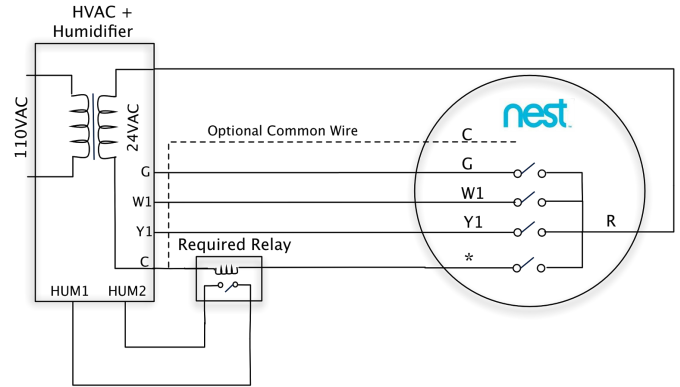 HVAC +
Humidifier
110VAC
24VAC
Optional Common Wire
nest
C
G
G
W1
W1
Y1
Y1
R
Required Relay
C
*
HUM1
HUM2